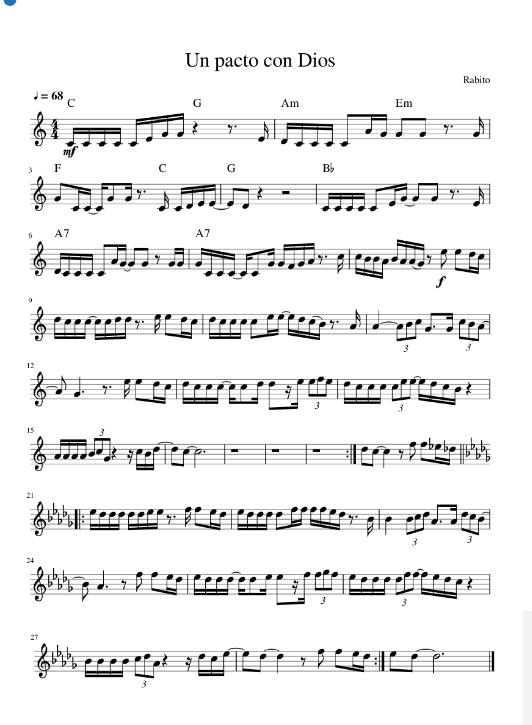 Un pacto con Dios
Rabito
♩ = 68
C G Am Em
mf
3
F C G B♭
6
A7 A7
f
9
3 3
12
3 3
15
3
21
3 3
24
3 3
27
3